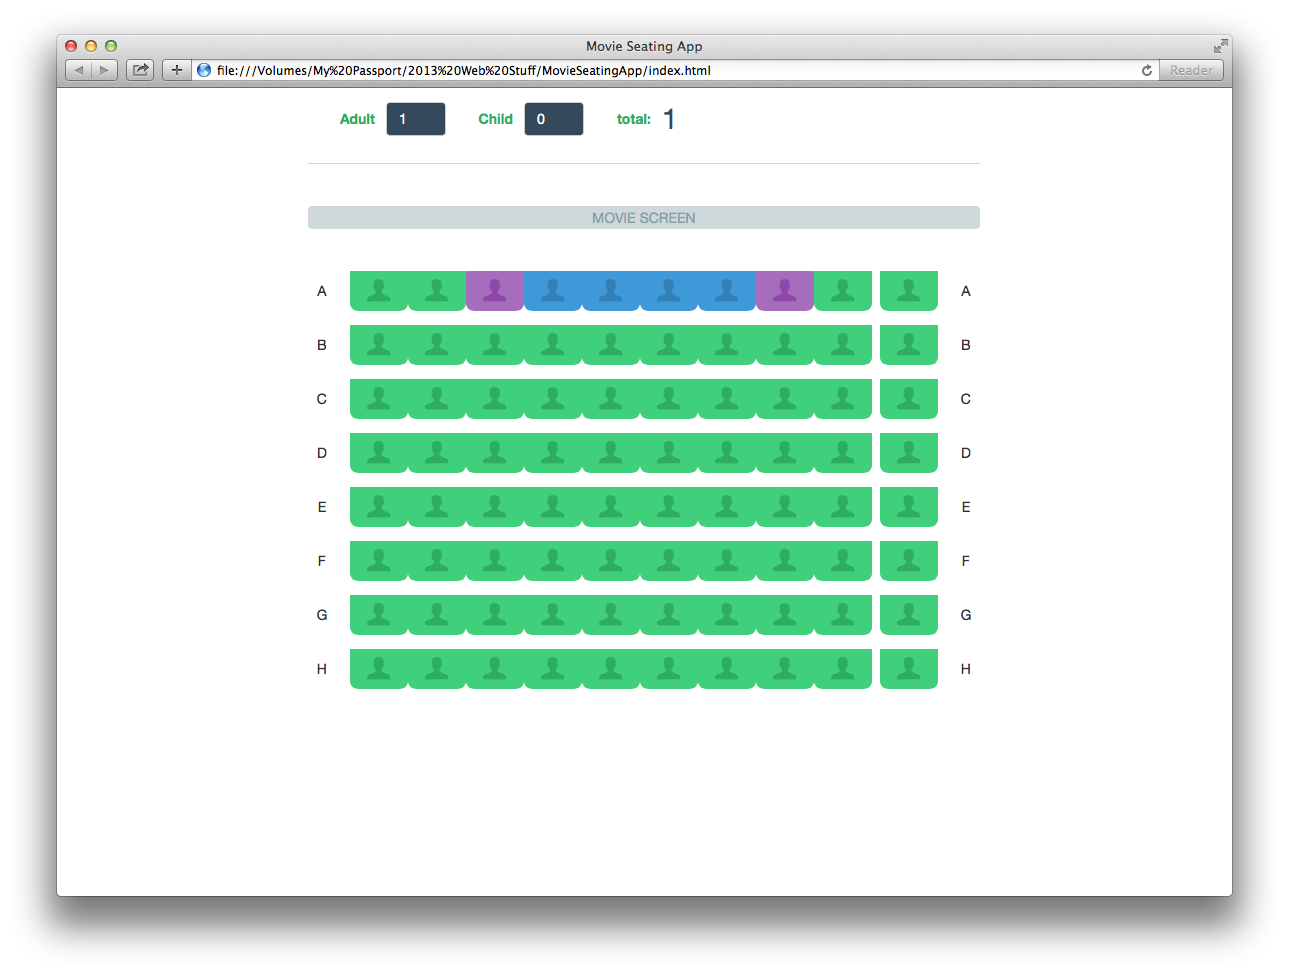 Movie Seating App
file:///Volumes/My%20Passport/2013%20Web%20Stuff/MovieSeatingApp/index.html
Reader
Adult 1 Child 0 total: 1
MOVIE SCREEN
A A
B B
C C
D D
E E
F F
G G
H H